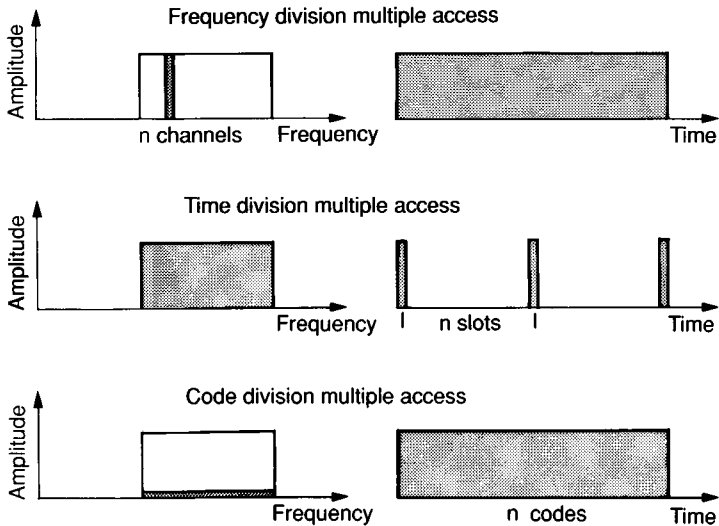 Frequency division multiple access
Amplitude
n channels
Frequency
Time
Time division multiple access
Amplitude
Frequency
n slots
Time
Code division multiple access
Amplitude
Frequency
n codes
Time